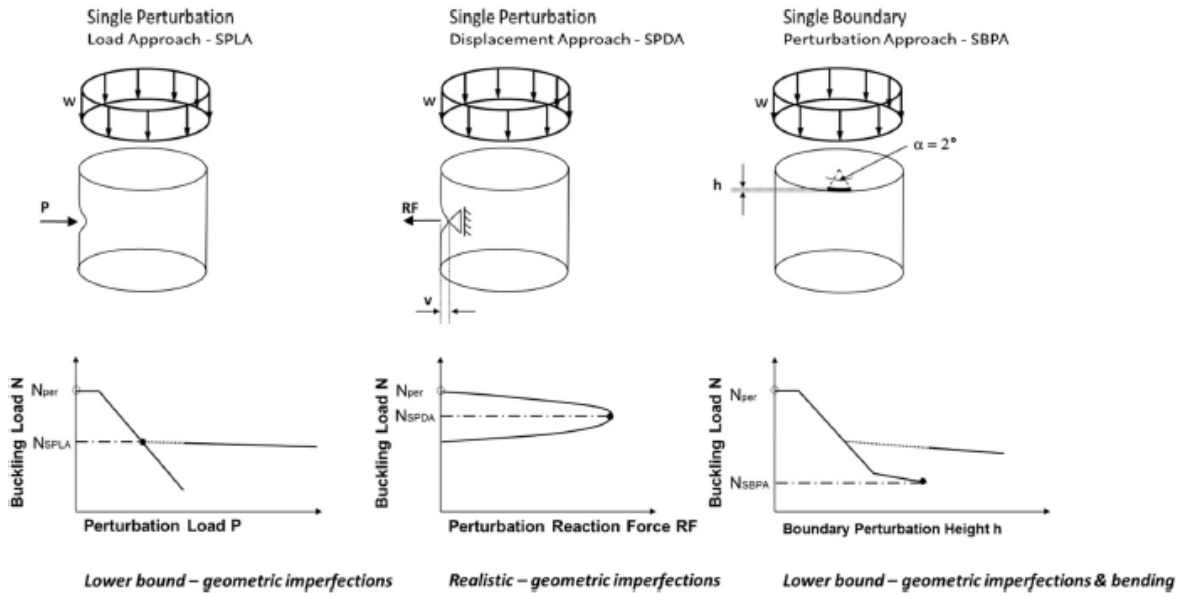 Single Perturbation
Load Approach - SPLA
Single Perturbation
Displacement Approach - SPDA
Single Boundary
Perturbation Approach - SBPA
w
w
w
α = 2°
P
RF
h
v
Buckling Load N
Nper
NSPLA
Perturbation Load P
Buckling Load N
Nper
NSPDA
Perturbation Reaction Force RF
Buckling Load N
Nper
NSBPA
Boundary Perturbation Height h
Lower bound – geometric imperfections
Realistic – geometric imperfections
Lower bound – geometric imperfections & bending